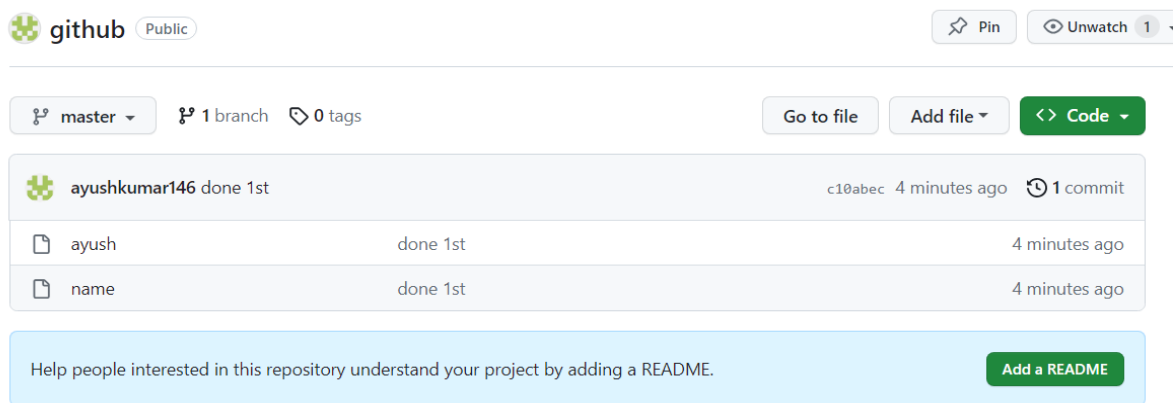 github Public Pin Unwatch 1
master 1 branch 0 tags Go to file Add file <> Code
ayushkumar146 done 1st c10abec 4 minutes ago 1 commit
ayush done 1st 4 minutes ago
name done 1st 4 minutes ago
Help people interested in this repository understand your project by adding a README. Add a README